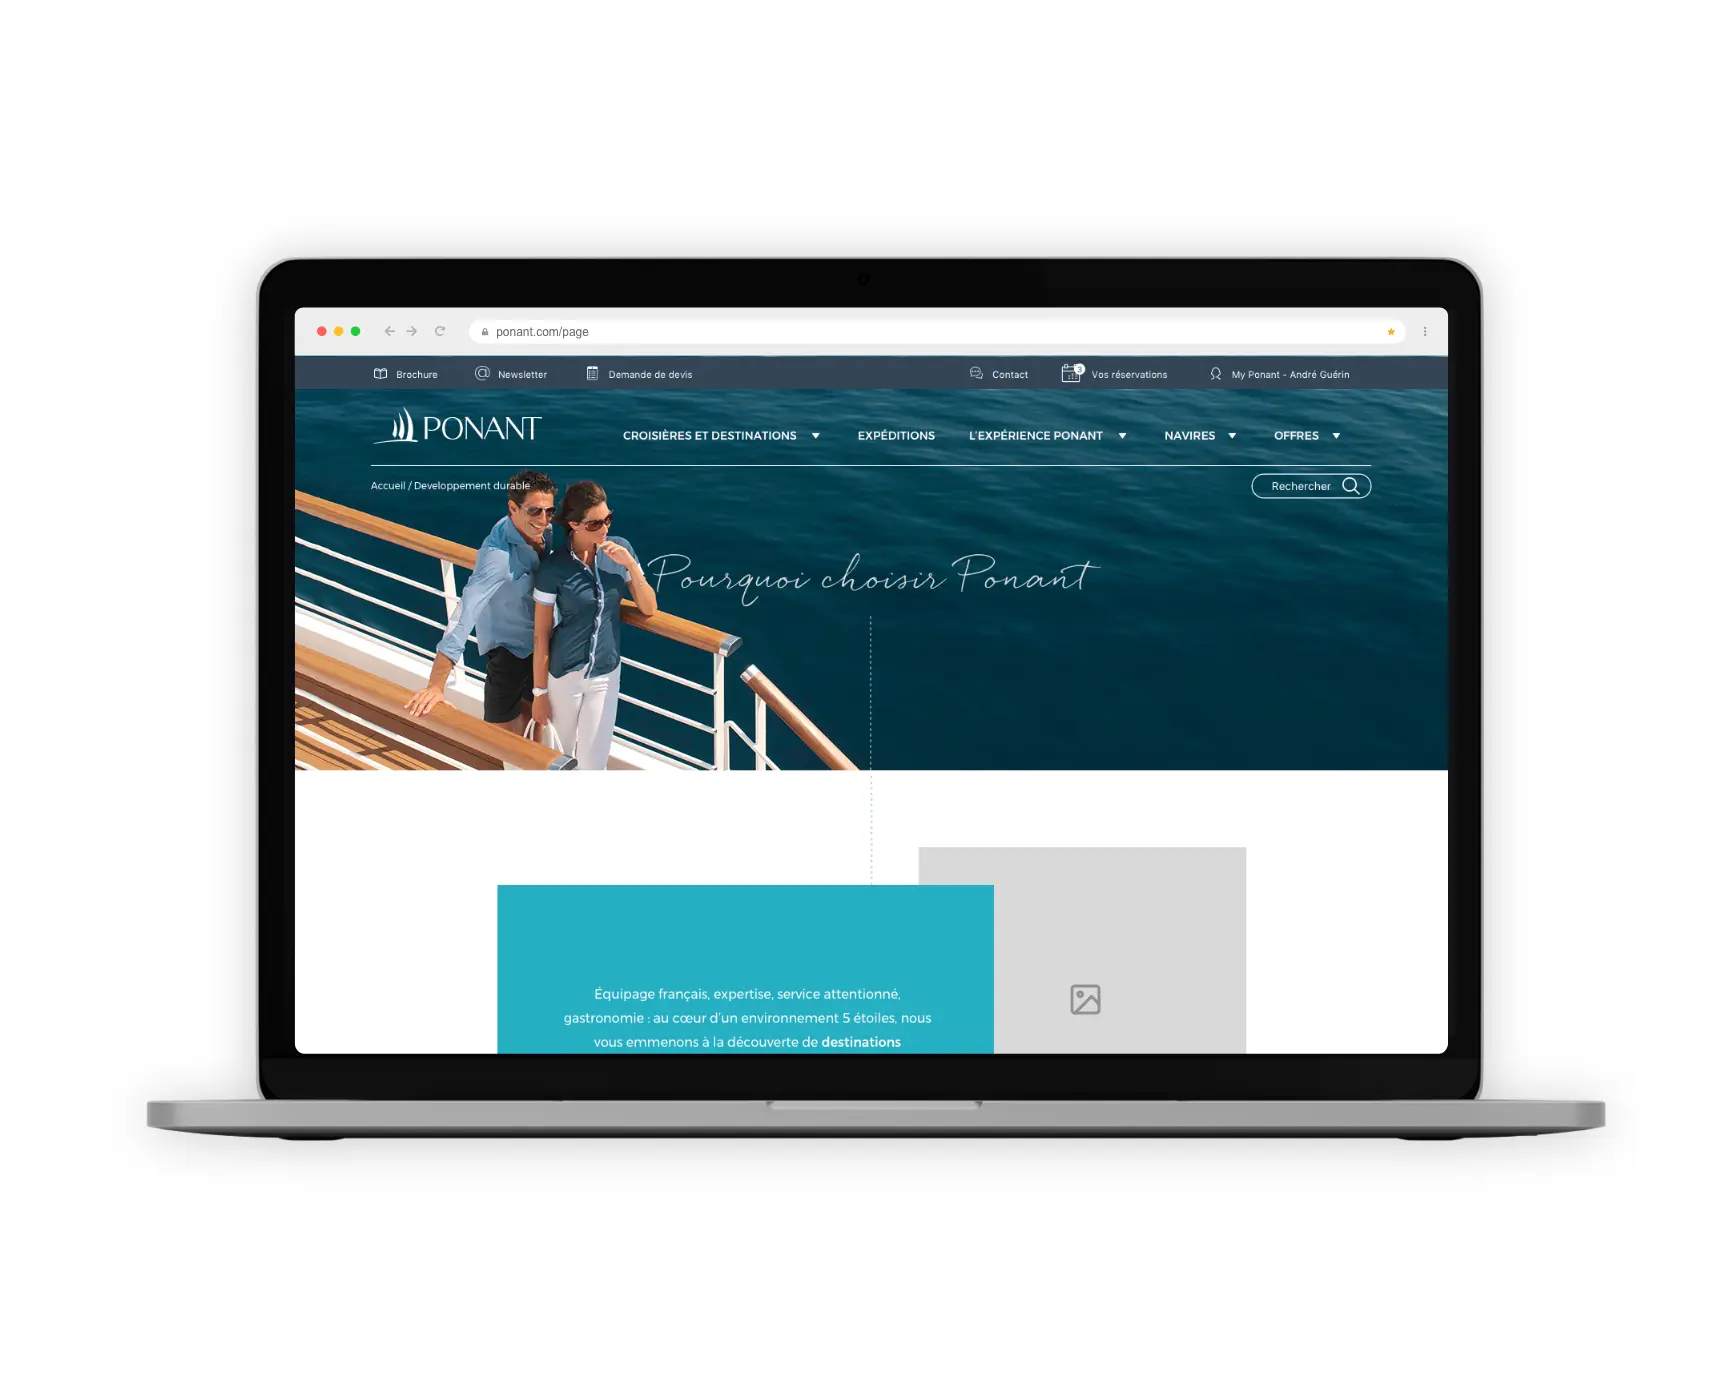 ponant.com/page
Brochure
Newsletter
Demande de devis
Contact
3
Vos réservations
My Ponant - André Guérin
PONANT
CROISIÈRES ET DESTINATIONS
EXPÉDITIONS
L'EXPÉRIENCE PONANT
NAVIRES
OFFRES
Accueil / Developpement durable
Rechercher
Pourquoi choisir Ponant
Équipage français, expertise, service attentionné,
gastronomie : au cœur d'un environnement 5 étoiles, nous
vous emmenons à la découverte de destinations